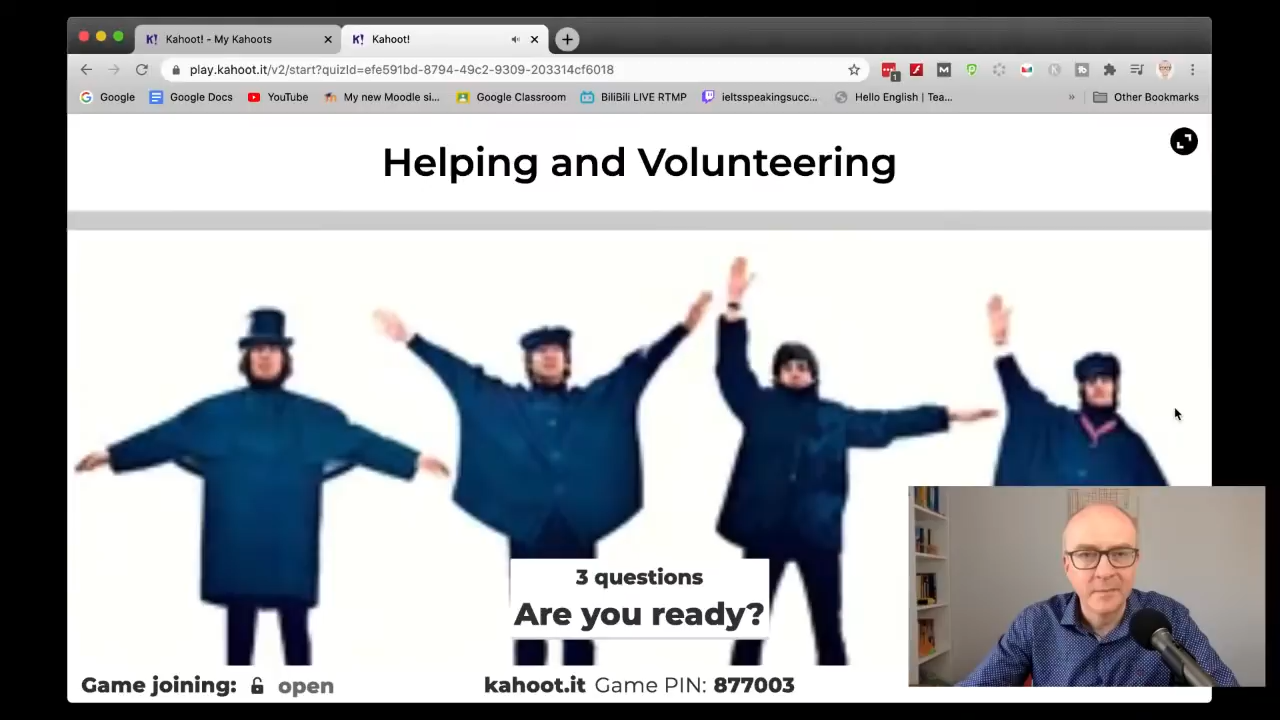 Kahoot! - My Kahoots
Kahoot!
play.kahoot.it/v2/start?quizId=efe591bd-8794-49c2-9309-203314cf6018
1
Google
Google Docs
YouTube
My new Moodle si...
Google Classroom
BiliBili LIVE RTMP
ieltsspeakingsucc...
Hello English | Tea...
»
Other Bookmarks
Helping and Volunteering
3 questions
Are you ready?
Game joining: open
kahoot.it Game PIN: 877003